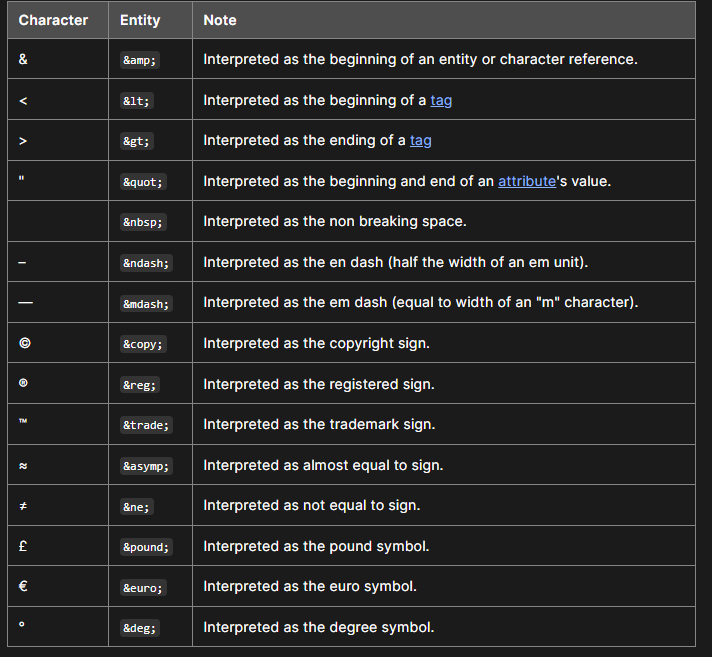 Character Entity Note
& &amp; Interpreted as the beginning of an entity or character reference.
< &lt; Interpreted as the beginning of a tag
> &gt; Interpreted as the ending of a tag
" &quot; Interpreted as the beginning and end of an attribute's value.
&nbsp; Interpreted as the non breaking space.
– &ndash; Interpreted as the en dash (half the width of an em unit).
— &mdash; Interpreted as the em dash (equal to width of an "m" character).
© &copy; Interpreted as the copyright sign.
® &reg; Interpreted as the registered sign.
™ &trade; Interpreted as the trademark sign.
≈ &asymp; Interpreted as almost equal to sign.
≠ &ne; Interpreted as not equal to sign.
£ &pound; Interpreted as the pound symbol.
€ &euro; Interpreted as the euro symbol.
° &deg; Interpreted as the degree symbol.